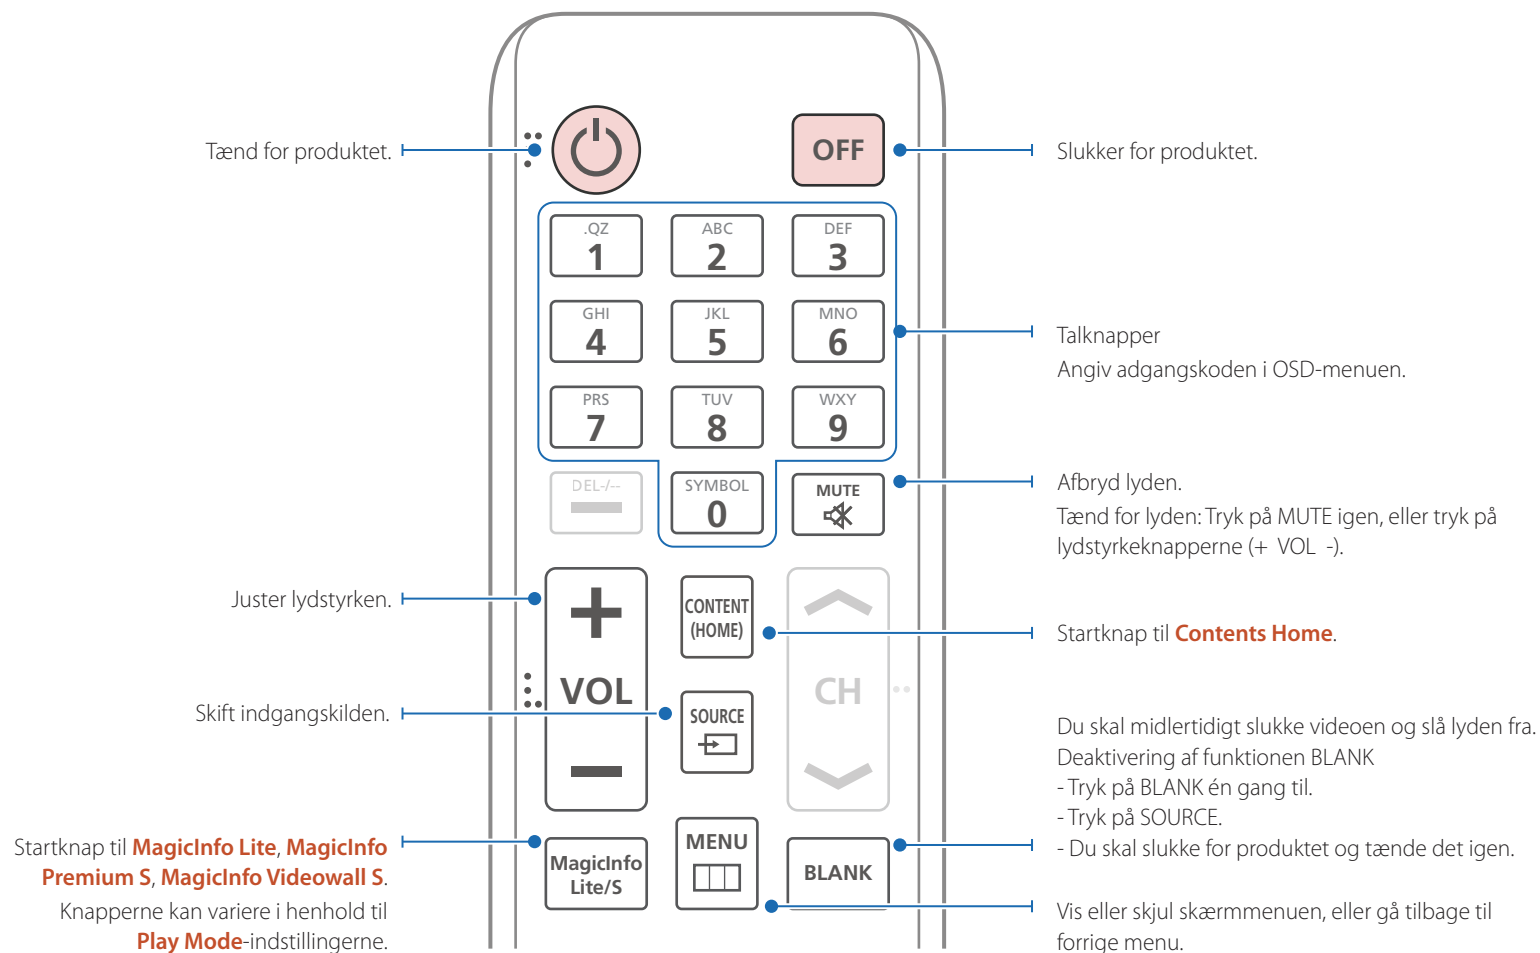 Tænd for produktet.
OFF
Slukker for produktet.
.QZ
1
ABC
2
DEF
3
GHI
4
JKL
5
MNO
6
Talknapper
Angiv adgangskoden i OSD-menuen.
PRS
7
TUV
8
WXY
9
DEL-/--
SYMBOL
0
MUTE
Afbryd lyden.
Tænd for lyden: Tryk på MUTE igen, eller tryk på
lydstyrkeknapperne (+ VOL -).
Juster lydstyrken.
VOL
CONTENT
(HOME)
CH
Startknap til Contents Home.
Skift indgangskilden.
SOURCE
Du skal midlertidigt slukke videoen og slå lyden fra.
Deaktivering af funktionen BLANK
- Tryk på BLANK én gang til.
- Tryk på SOURCE.
- Du skal slukke for produktet og tænde det igen.
Startknap til MagicInfo Lite, MagicInfo
Premium S, MagicInfo Videowall S.
Knapperne kan variere i henhold til
Play Mode-indstillingerne.
MagicInfo
Lite/S
MENU
BLANK
Vis eller skjul skærmmenuen, eller gå tilbage til
forrige menu.